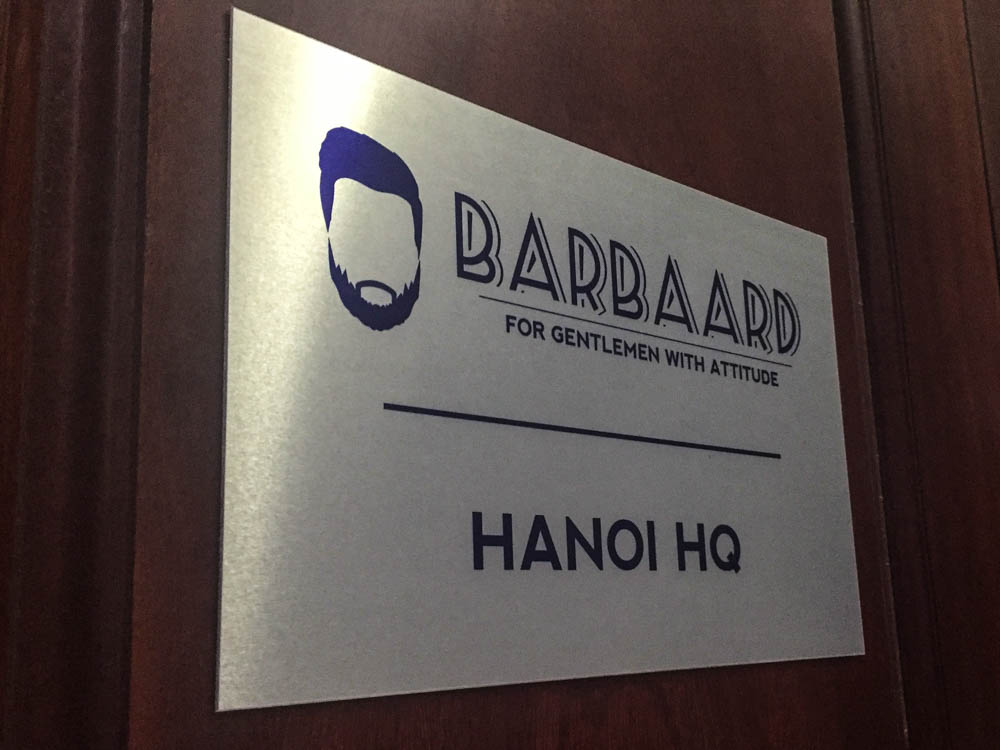 BARBAARD
FOR GENTLEMEN WITH ATTITUDE
HANOI HQ